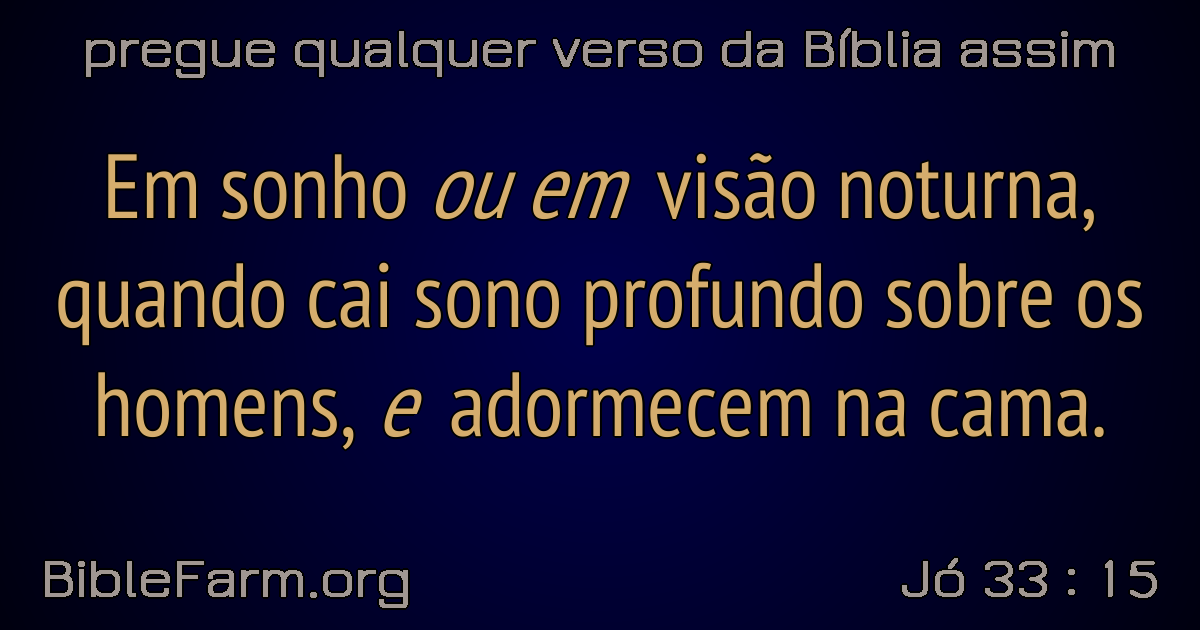 pregue qualquer verso da Bíblia assim
Em sonho ou em visão noturna,
quando cai sono profundo sobre os
homens, e adormecem na cama.
BibleFarm.org
Jó 33 : 15